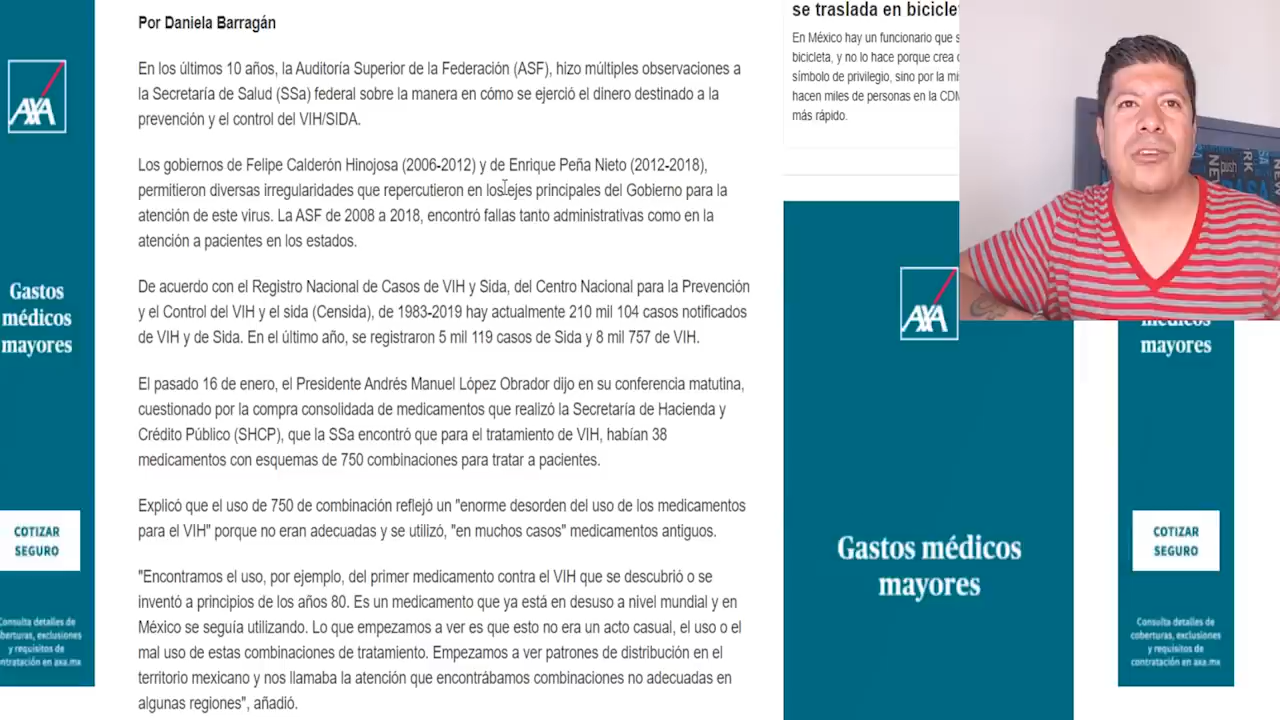 Por Daniela Barragán
En los últimos 10 años, la Auditoría Superior de la Federación (ASF), hizo múltiples observaciones a
la Secretaría de Salud (SSa) federal sobre la manera en cómo se ejerció el dinero destinado a la
prevención y el control del VIH/SIDA.
Los gobiernos de Felipe Calderón Hinojosa (2006-2012) y de Enrique Peña Nieto (2012-2018),
permitieron diversas irregularidades que repercutieron en los ejes principales del Gobierno para la
atención de este virus. La ASF de 2008 a 2018, encontró fallas tanto administrativas como en la
atención a pacientes en los estados.
De acuerdo con el Registro Nacional de Casos de VIH y Sida, del Centro Nacional para la Prevención
y el Control del VIH y el sida (Censida), de 1983-2019 hay actualmente 210 mil 104 casos notificados
de VIH y de Sida. En el último año, se registraron 5 mil 119 casos de Sida y 8 mil 757 de VIH.
El pasado 16 de enero, el Presidente Andrés Manuel López Obrador dijo en su conferencia matutina,
cuestionado por la compra consolidada de medicamentos que realizó la Secretaría de Hacienda y
Crédito Público (SHCP), que la SSa encontró que para el tratamiento de VIH, habían 38
medicamentos con esquemas de 750 combinaciones para tratar a pacientes.
Explicó que el uso de 750 de combinación reflejó un "enorme desorden del uso de los medicamentos
para el VIH" porque no eran adecuadas y se utilizó, "en muchos casos" medicamentos antiguos.
"Encontramos el uso, por ejemplo, del primer medicamento contra el VIH que se descubrió o se
inventó a principios de los años 80. Es un medicamento que ya está en desuso a nivel mundial y en
México se seguía utilizando. Lo que empezamos a ver es que esto no era un acto casual, el uso o el
mal uso de estas combinaciones de tratamiento. Empezamos a ver patrones de distribución en el
territorio mexicano y nos llamaba la atención que encontrábamos combinaciones no adecuadas en
algunas regiones", añadió.
AXA
Gastos
médicos
mayores
COTIZAR
SEGURO
Consulta detalles de
coberturas, exclusiones
y requisitos de
contratación en axa.mx
se traslada en bicicle
En México hay un funcionario que s
bicicleta, y no lo hace porque crea
símbolo de privilegio, sino por la mi
hacen miles de personas en la CDM
más rápido.
AXA
Gastos médicos
mayores
médicos
mayores
COTIZAR
SEGURO
Consulta detalles de
coberturas, exclusiones
y requisitos de
contratación en axa.mx
push
NEW